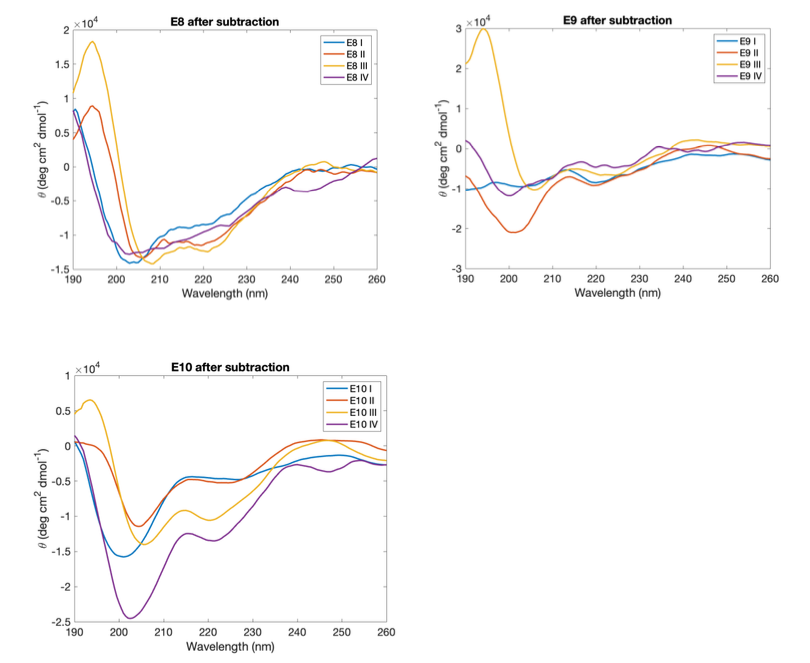 E8 after subtraction
×10⁴
2
1.5
1
0.5
0
-0.5
-1
-1.5
θ (deg cm² dmol⁻¹)
190 200 210 220 230 240 250 260
Wavelength (nm)
E8 I
E8 II
E8 III
E8 IV
E9 after subtraction
×10⁴
3
2
1
0
-1
-2
-3
θ (deg cm² dmol⁻¹)
190 200 210 220 230 240 250 260
Wavelength (nm)
E9 I
E9 II
E9 III
E9 IV
E10 after subtraction
×10⁴
1
0.5
0
-0.5
-1
-1.5
-2
-2.5
θ (deg cm² dmol⁻¹)
190 200 210 220 230 240 250 260
Wavelength (nm)
E10 I
E10 II
E10 III
E10 IV